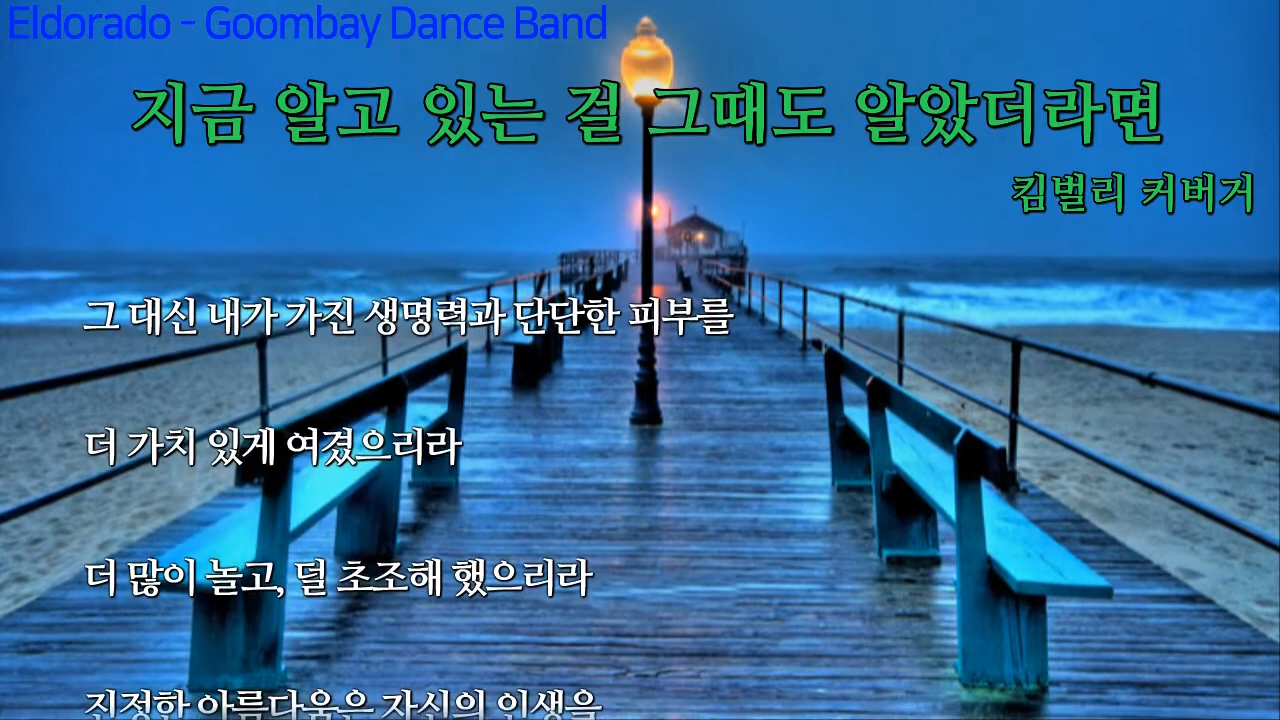 Eldorado - Goombay Dance Band
지금 알고 있는 걸 그때도 알았더라면
킴벌리 커버거
그 대신 내가 가진 생명력과 단단한 피부를
더 가치 있게 여겼으리라
더 많이 놀고, 덜 초조해 했으리라
진정한 아름다움은 자신의 인생을